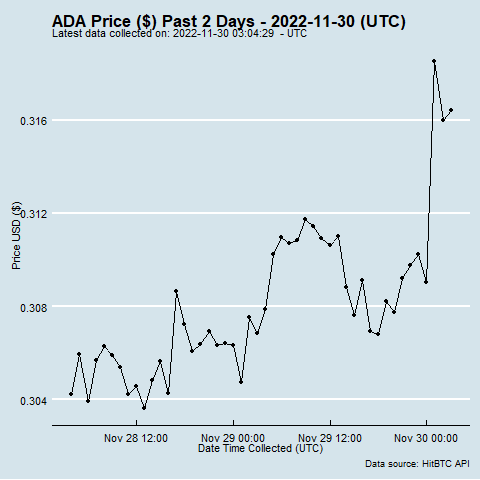 ADA Price ($) Past 2 Days - 2022-11-30 (UTC)
Latest data collected on: 2022-11-30 03:04:29 - UTC
Price USD ($)
0.316
0.312
0.308
0.304
Nov 28 12:00 Nov 29 00:00 Nov 29 12:00 Nov 30 00:00
Date Time Collected (UTC)
Data source: HitBTC API